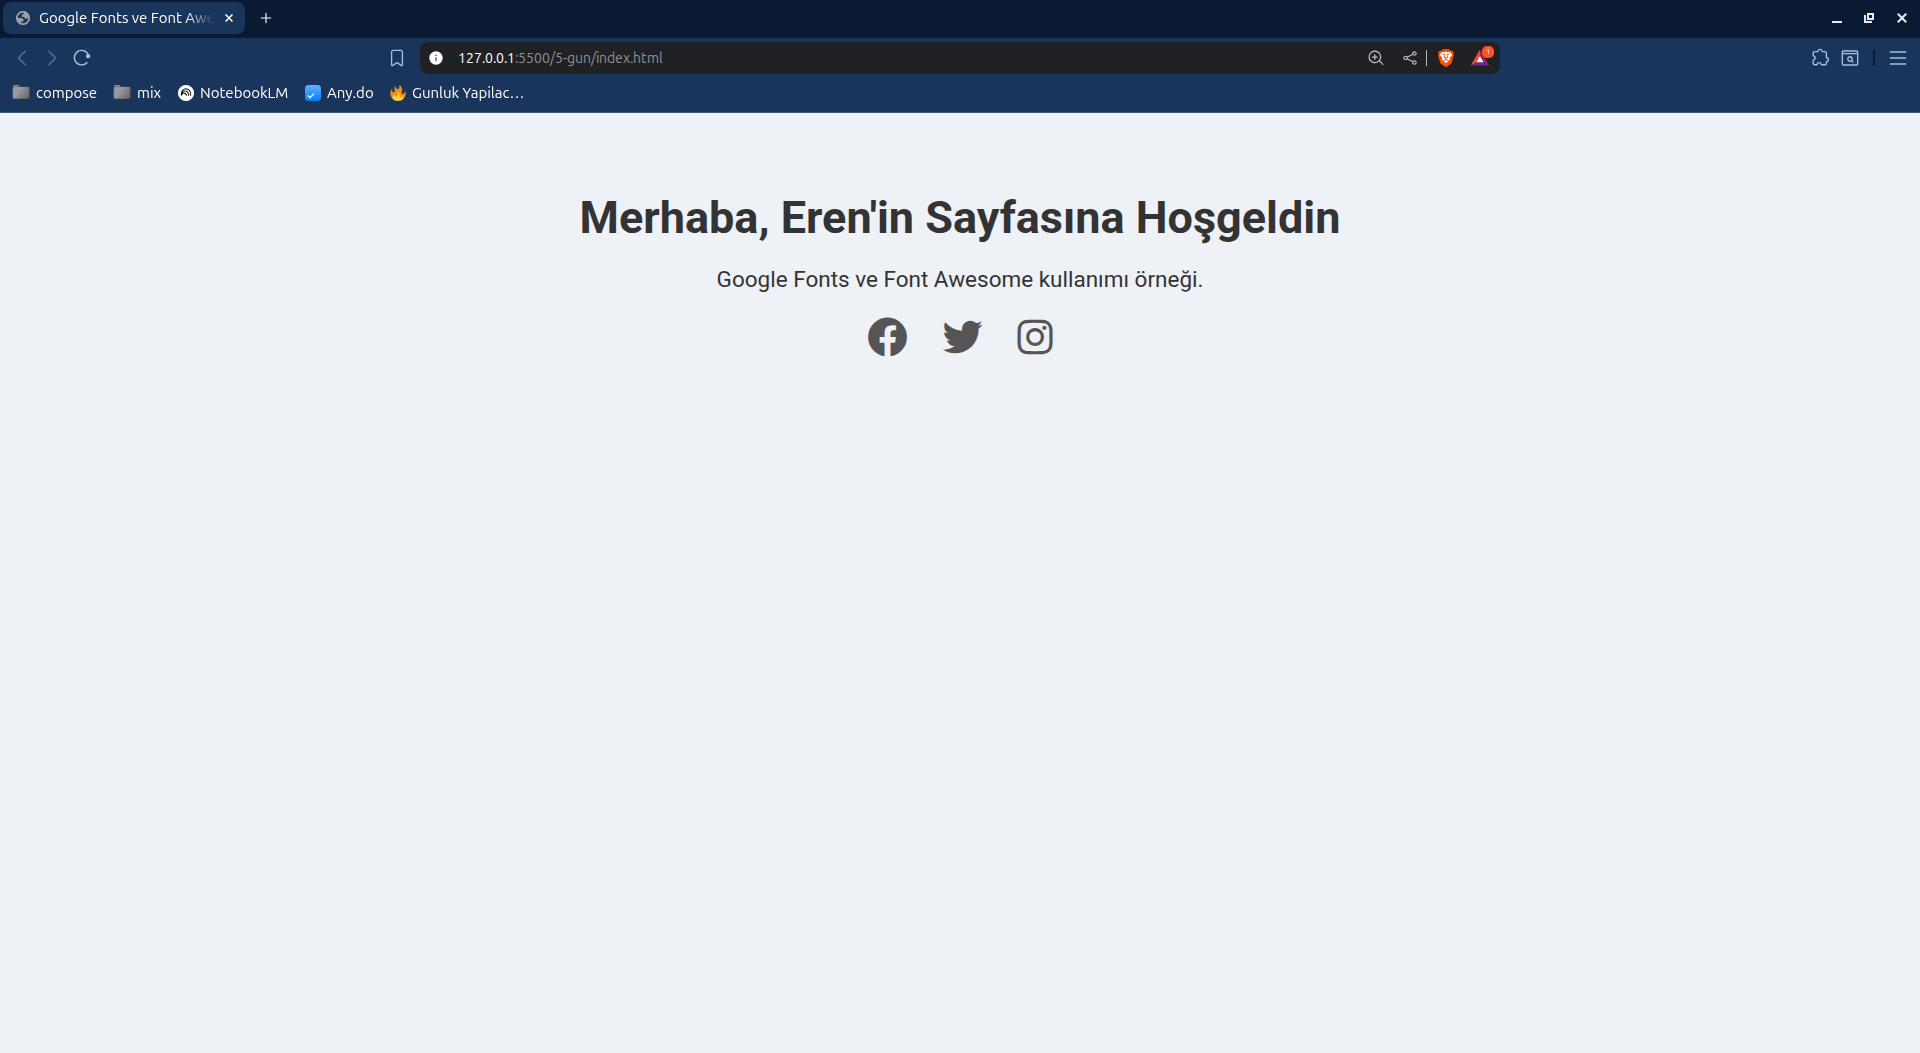 Google Fonts ve Font Awe
127.0.0.1:5500/5-gun/index.html
1
compose
mix
NotebookLM
Any.do
Gunluk Yapilac...
Merhaba, Eren'in Sayfasına Hoşgeldin
Google Fonts ve Font Awesome kullanımı örneği.